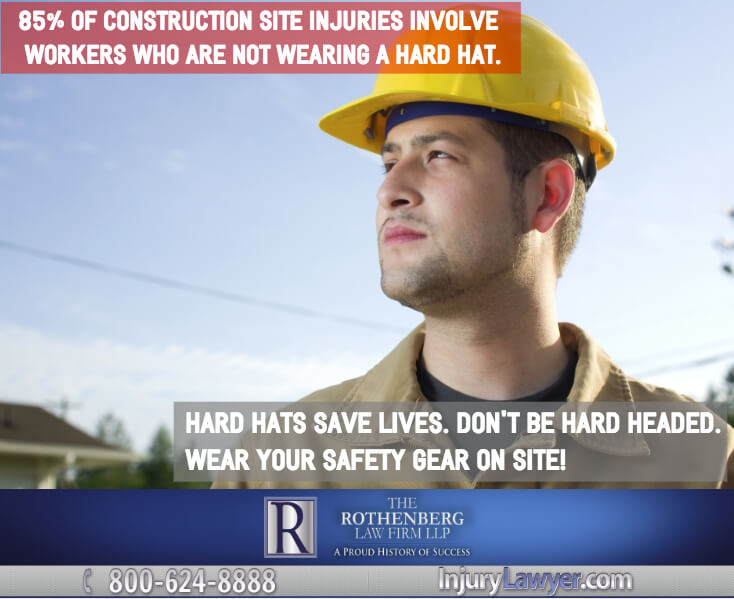 85% OF CONSTRUCTION SITE INJURIES INVOLVE
WORKERS WHO ARE NOT WEARING A HARD HAT.
HARD HATS SAVE LIVES. DON'T BE HARD HEADED.
WEAR YOUR SAFETY GEAR ON SITE!
R
THE
ROTHENBERG
LAW FIRM LLP
A PROUD HISTORY OF SUCCESS
800-624-8888
InjuryLawyer.com